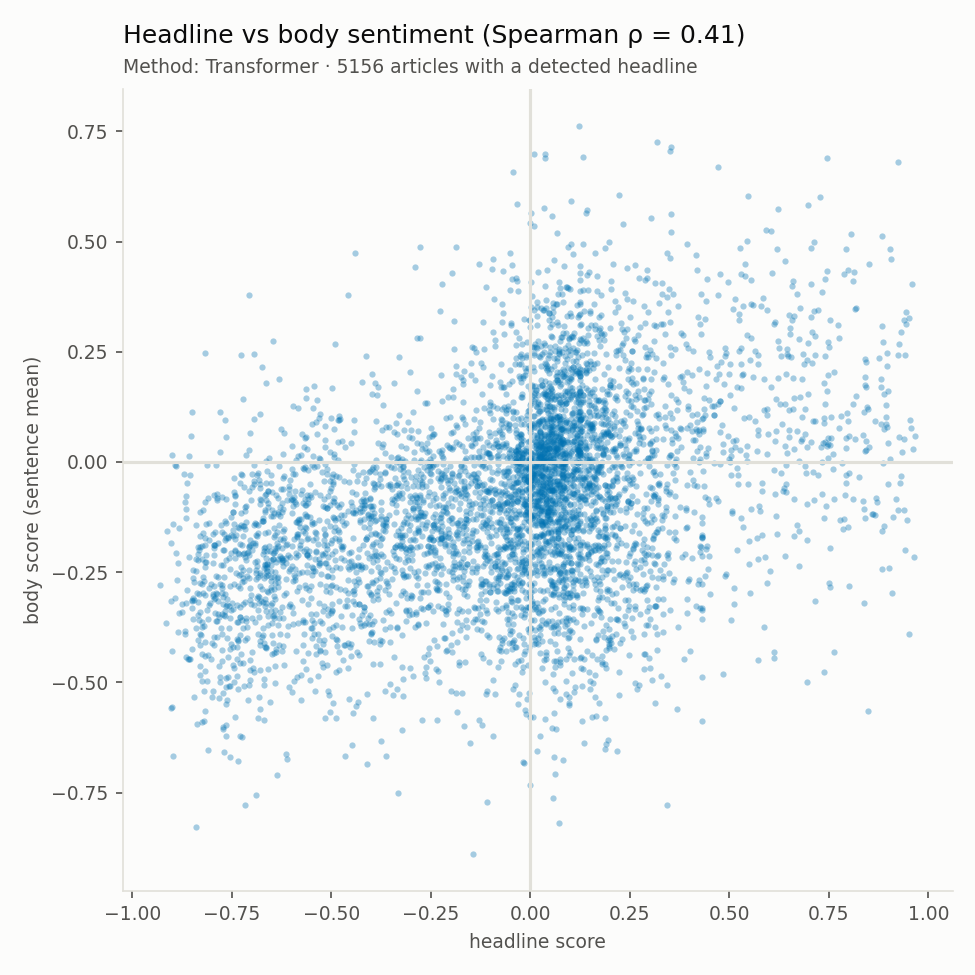 Headline vs body sentiment (Spearman ρ = 0.41)
Method: Transformer · 5156 articles with a detected headline
body score (sentence mean)
0.75
0.50
0.25
0.00
−0.25
−0.50
−0.75
−1.00 −0.75 −0.50 −0.25 0.00 0.25 0.50 0.75 1.00
headline score